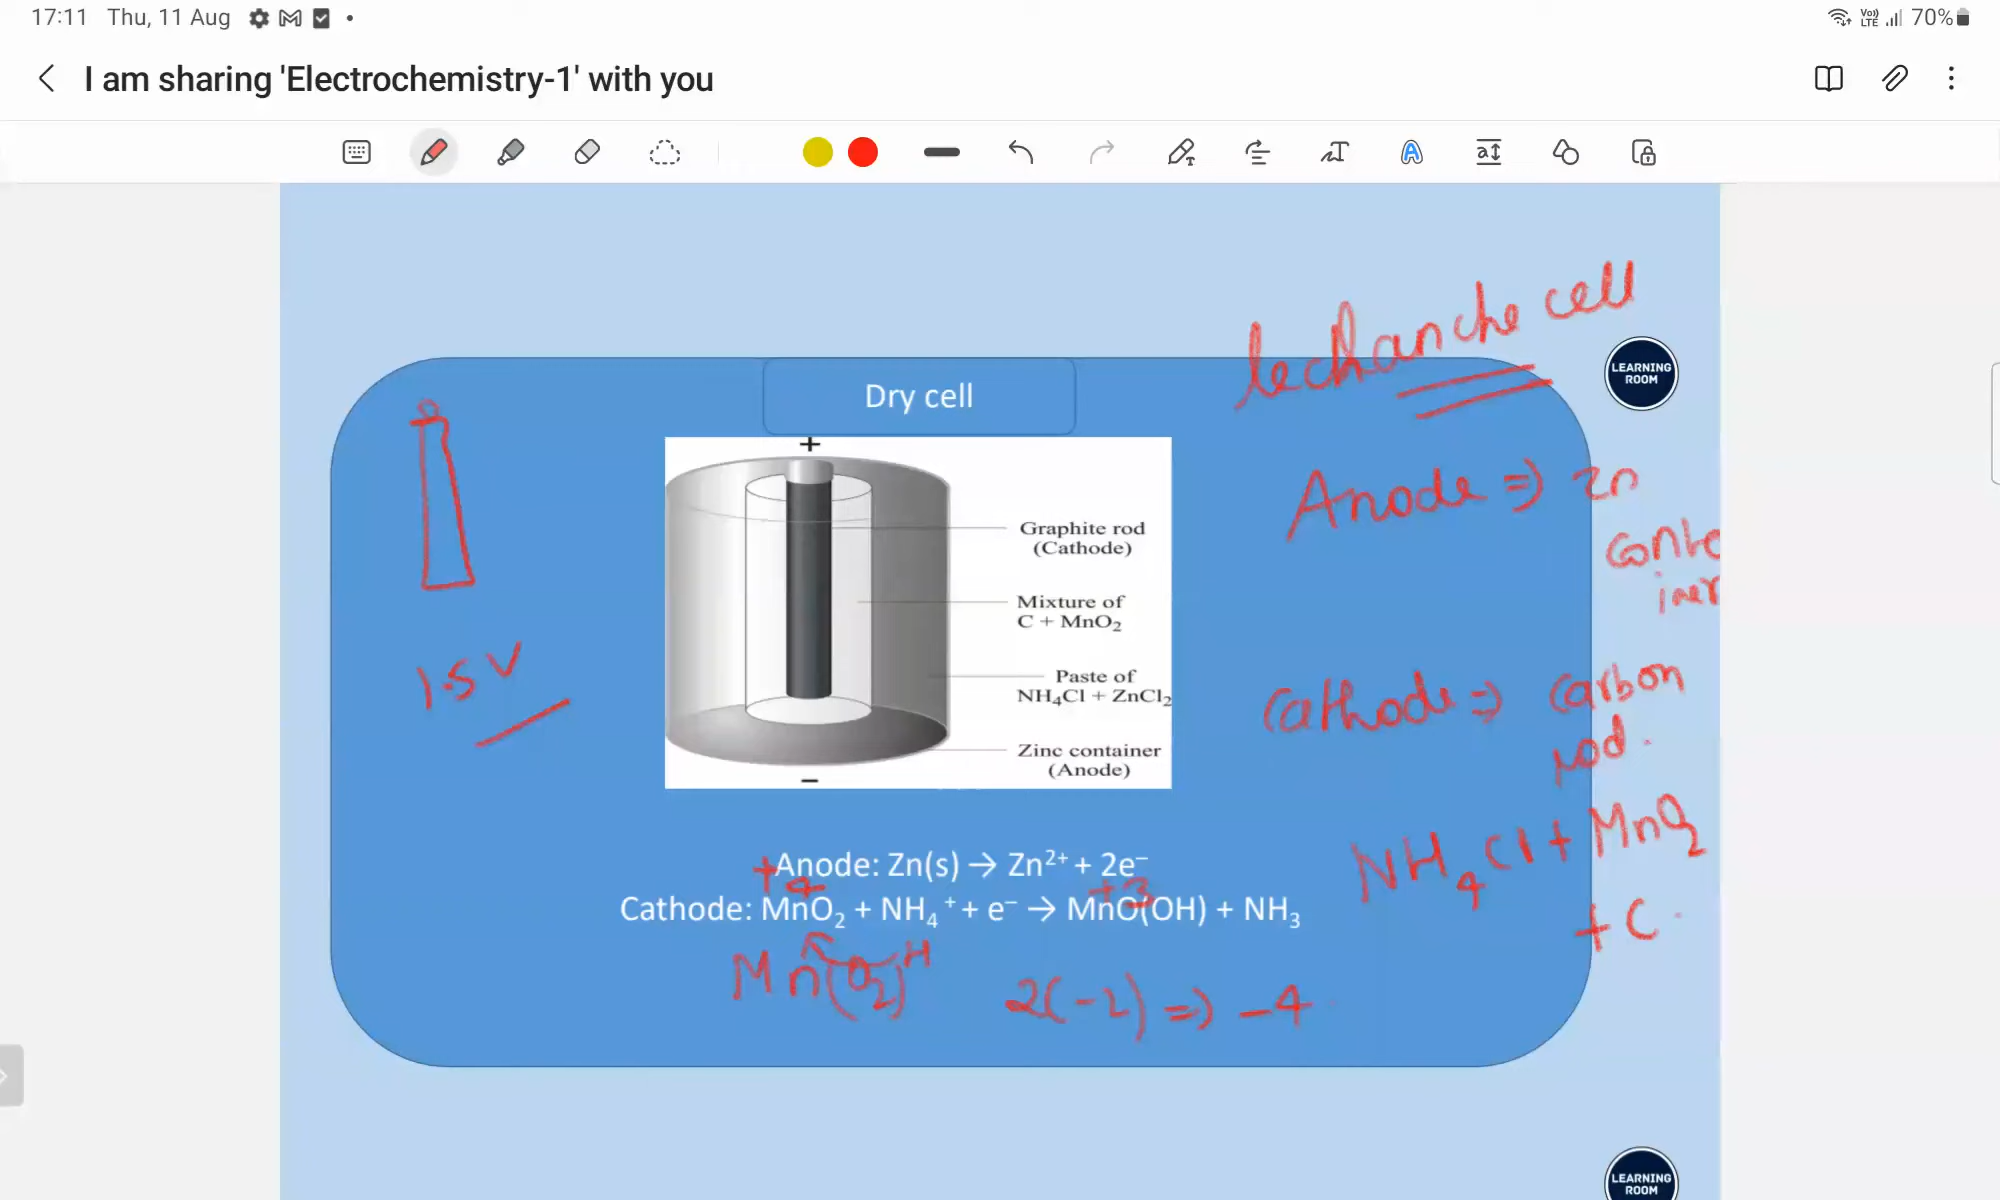 17:11 Thu, 11 Aug
Vo)) LTE 70%
I am sharing 'Electrochemistry-1' with you
lechanche cell
LEARNING
ROOM
Dry cell
+
Anode ⇒ Zn
Graphite rod
(Cathode)
Mixture of
C + MnO₂
Paste of
NH₄Cl + ZnCl₂
Zinc container
(Anode)
−
1.5 V
Cathode ⇒ Carbon
rod.
NH₄Cl + MnO₂
+ C
Anode: Zn(s) → Zn²⁺ + 2e⁻
+4 +3
Cathode: MnO₂ + NH₄⁺ + e⁻ → MnO(OH) + NH₃
Mn(O₂)H 2(-2) ⇒ -4
LEARNING
ROOM